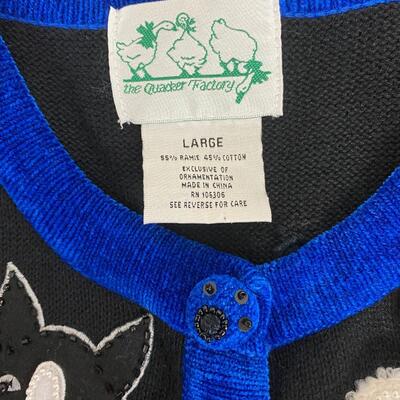 the Quacker Factory
LARGE
55% RAMIE 45% COTTON
EXCLUSIVE OF
ORNAMENTATION
MADE IN CHINA
RN 106306
SEE REVERSE FOR CARE